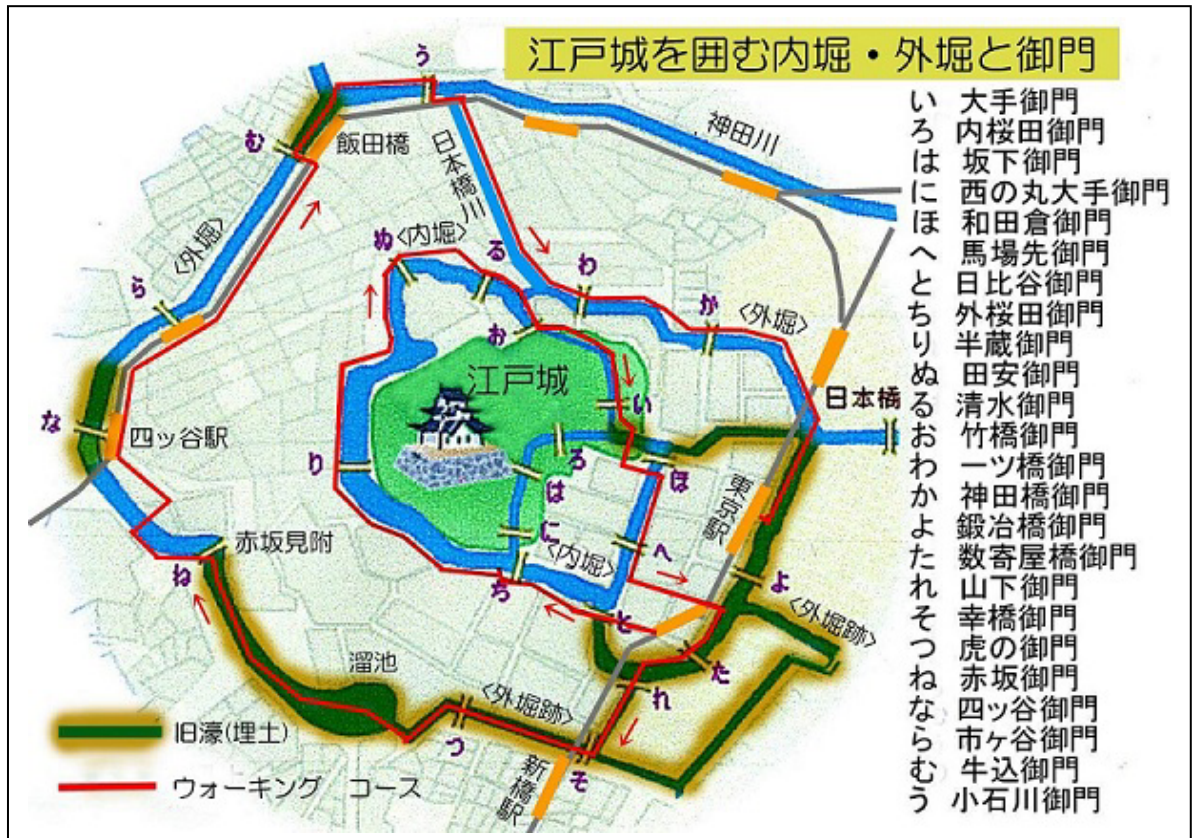 江戸城を囲む内堀・外堀と御門
い 大手御門
ろ 内桜田御門
は 坂下御門
に 西の丸大手御門
ほ 和田倉御門
へ 馬場先御門
と 日比谷御門
ち 外桜田御門
り 半蔵御門
ぬ 田安御門
る 清水御門
お 竹橋御門
わ 一ツ橋御門
か 神田橋御門
よ 鍛冶橋御門
た 数寄屋橋御門
れ 山下御門
そ 幸橋御門
つ 虎の御門
ね 赤坂御門
な 四ッ谷御門
ら 市ヶ谷御門
む 牛込御門
う 小石川御門
う
神田川
む
飯田橋
日本橋川
〈外堀〉
ぬ
〈内堀〉
る
わ
か
〈外堀〉
ら
お
江戸城
い
日本橋
な
四ッ谷駅
り
ろ
ほ
は
東京駅
に
赤坂見附
〈内堀〉
へ
ね
ち
よ
と
〈外堀跡〉
た
溜池
れ
〈外堀跡〉
つ
そ
新橋駅
旧濠(埋土)
ウォーキング コース